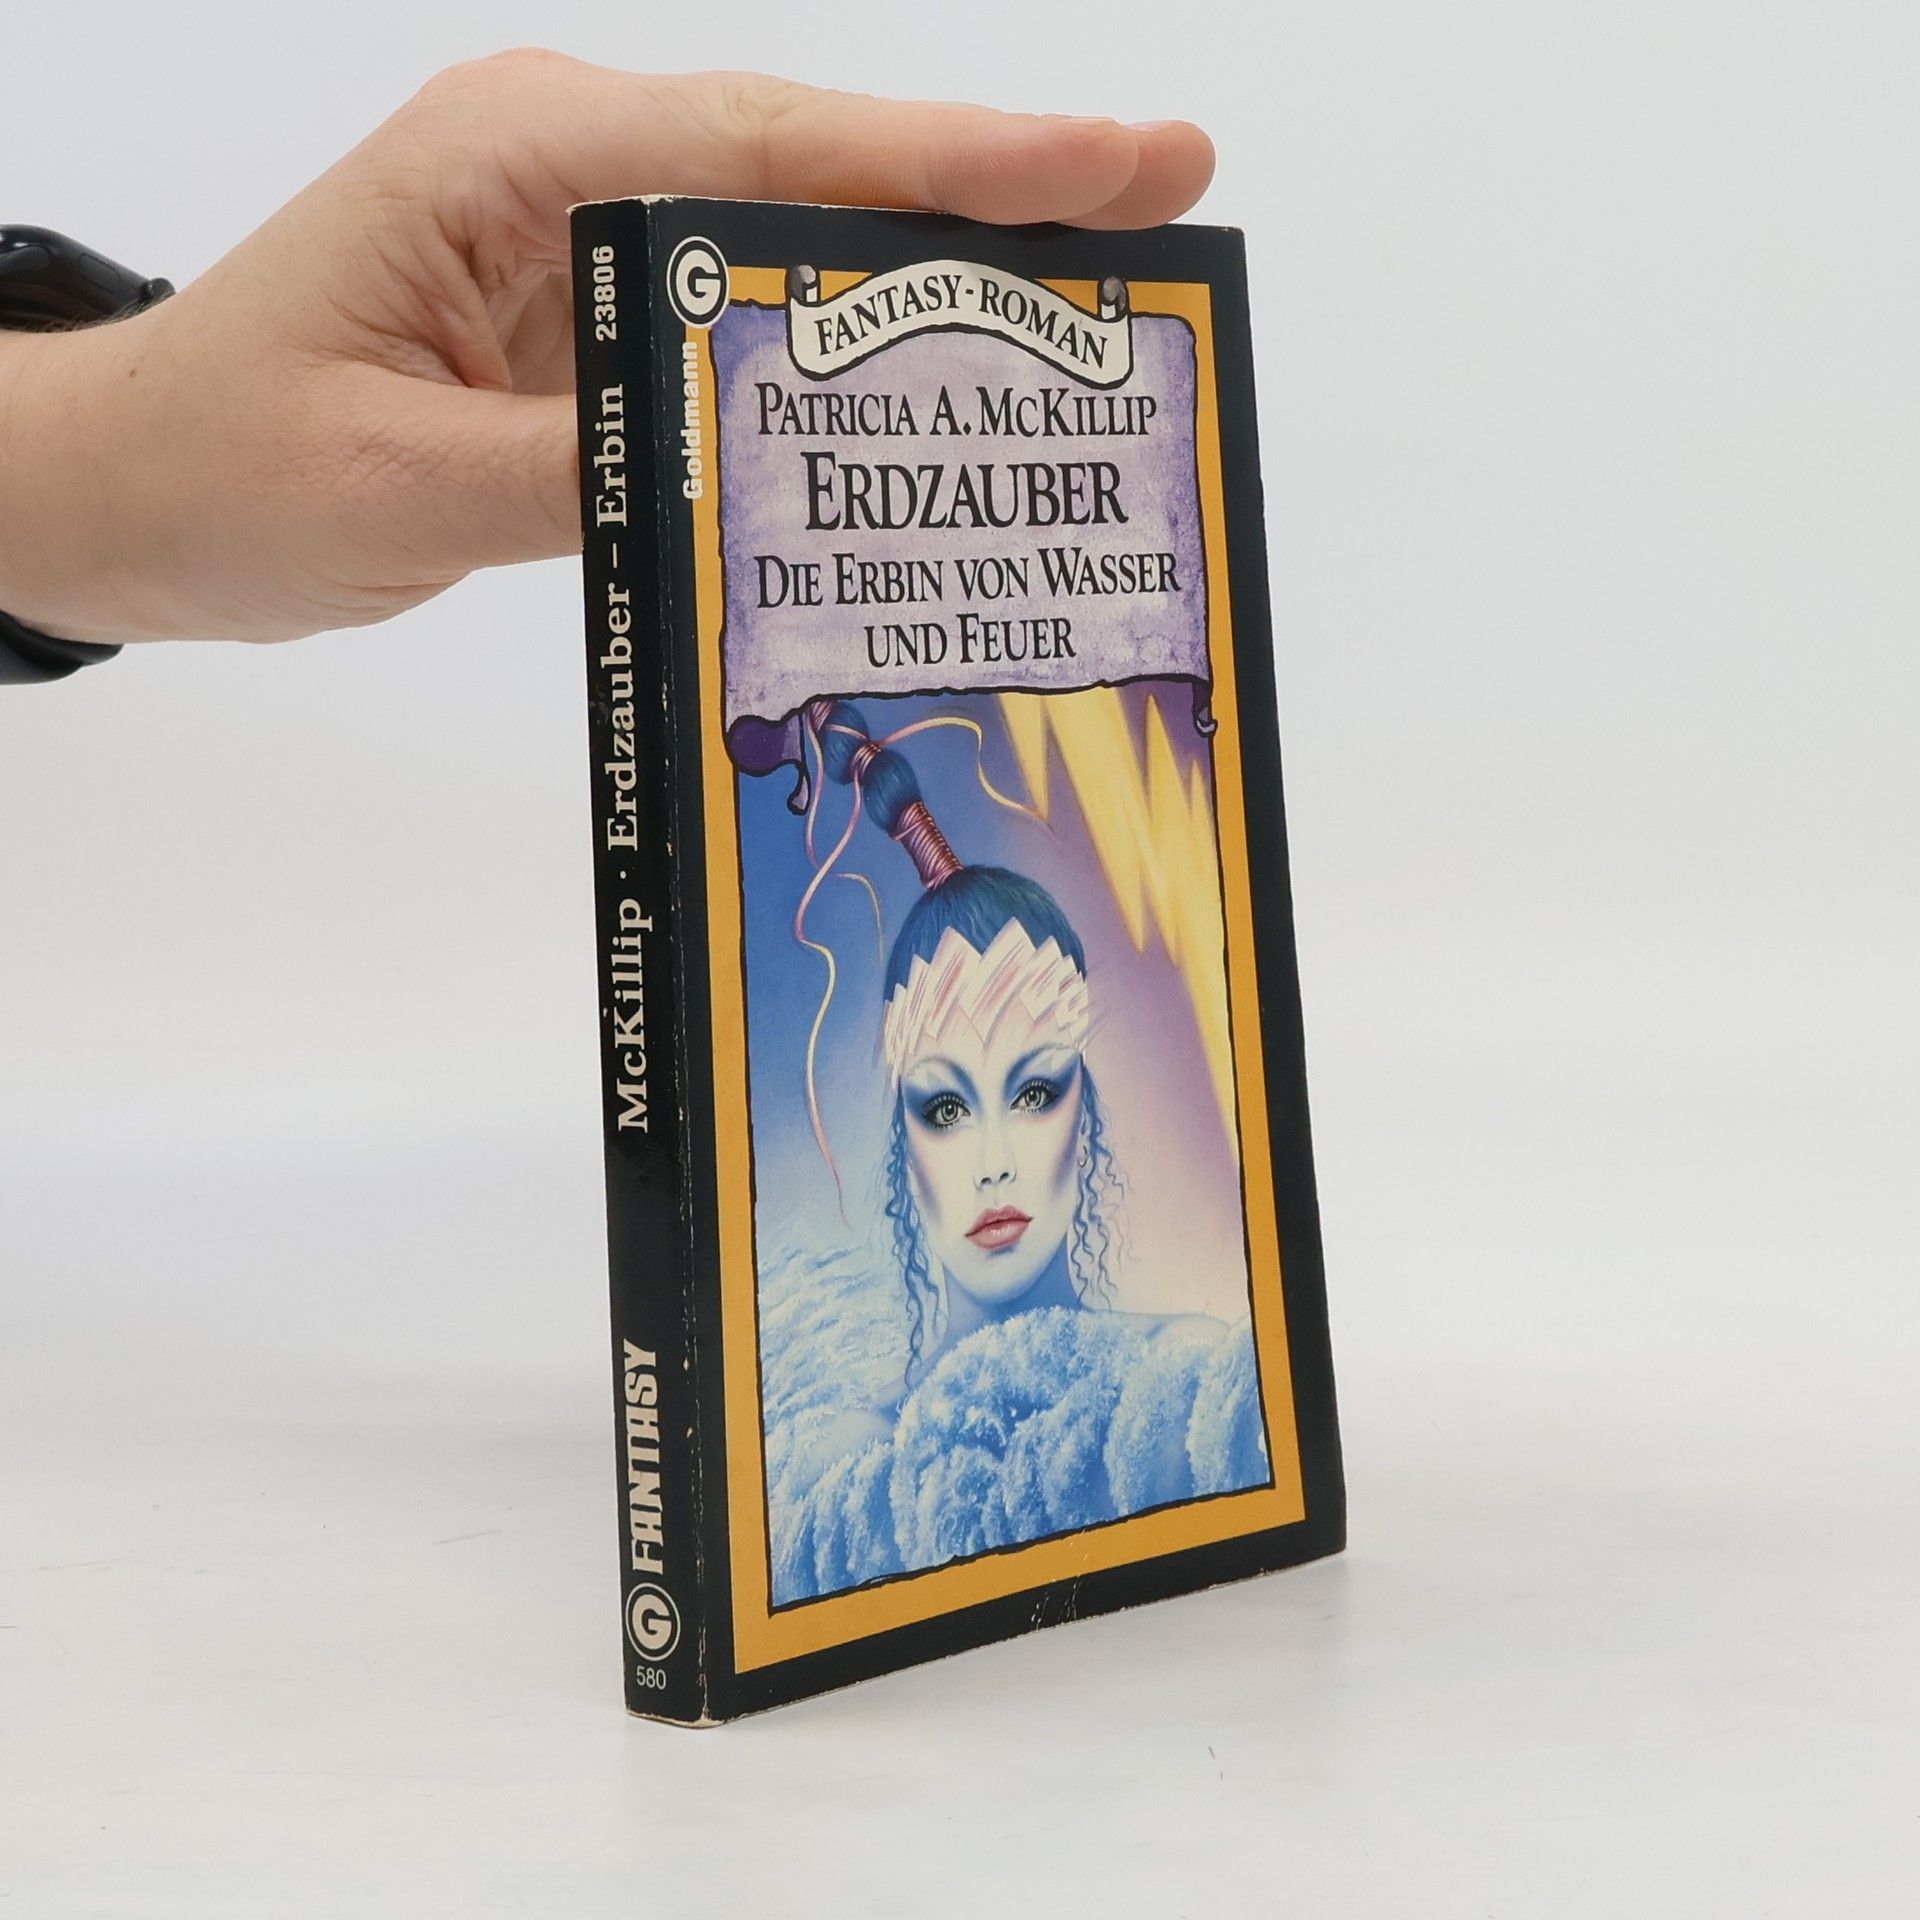 FANTASY-ROMAN
PATRICIA A. MCKILLIP
ERDZAUBER
DIE ERBIN VON WASSER
UND FEUER
G
Goldmann
McKillip · Erdzauber – Erbin 23806
G FANTASY
580